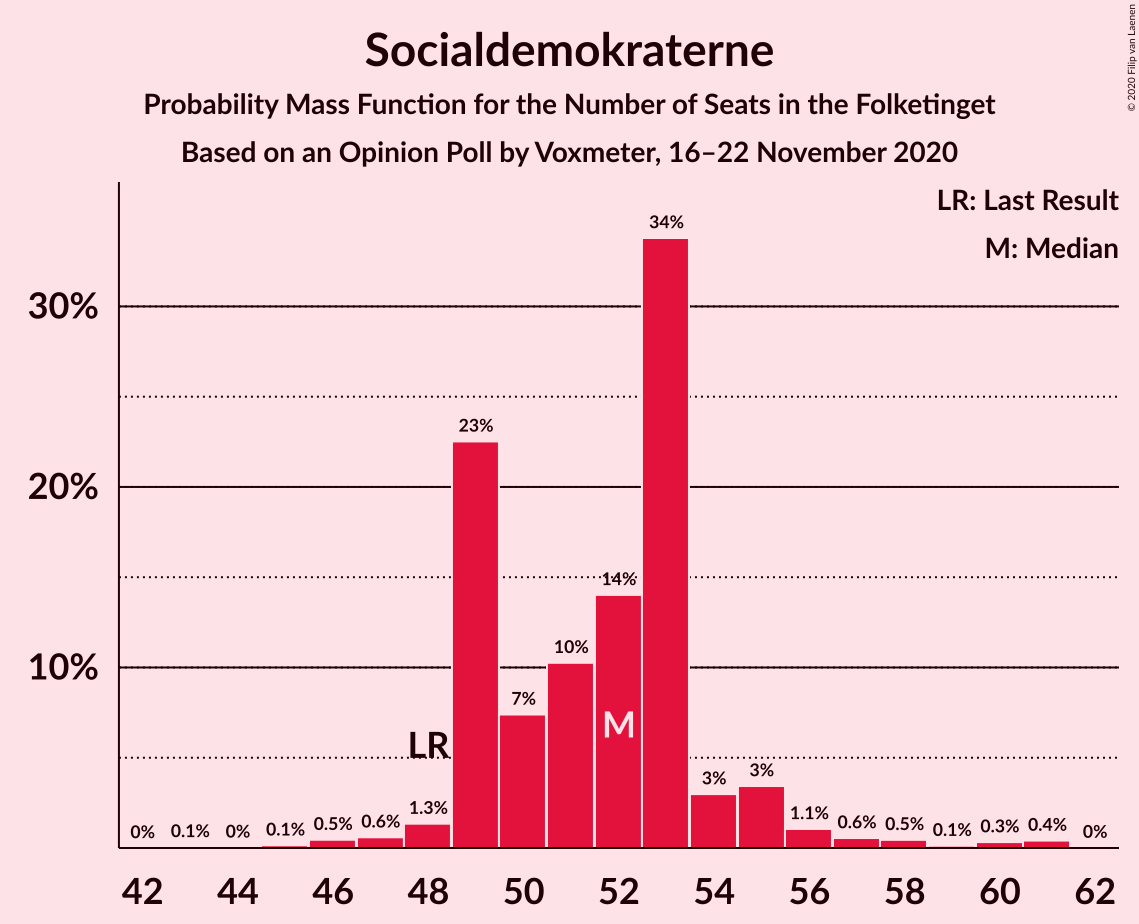 Socialdemokraterne
Probability Mass Function for the Number of Seats in the Folketinget
Based on an Opinion Poll by Voxmeter, 16–22 November 2020
© 2020 Filip van Laenen
LR: Last Result
M: Median
34%
30%
23%
20%
14%
10%
10%
7%
M
LR
3%
3%
1.3%
1.1%
0%
0.1%
0%
0.1%
0.5%
0.6%
0.6%
0.5%
0.1%
0.3%
0.4%
0%
42 44 46 48 50 52 54 56 58 60 62